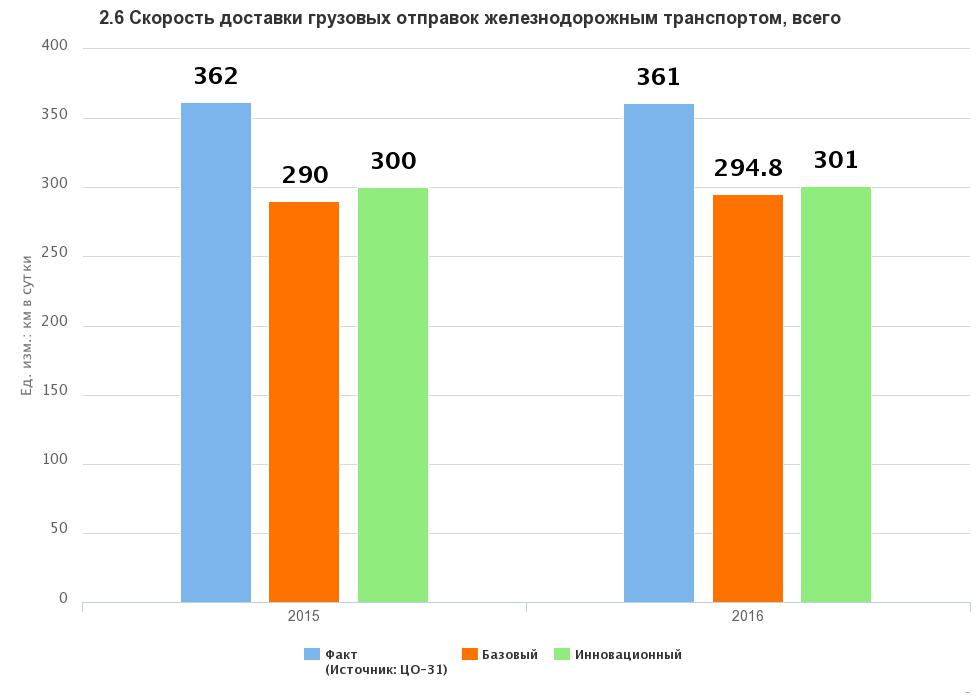 2.6 Скорость доставки грузовых отправок железнодорожным транспортом, всего
400
350
300
250
200
150
100
50
0
Ед. изм.: км в сутки
362
290
300
361
294.8
301
2015
2016
Факт
(Источник: ЦО-31)
Базовый
Инновационный